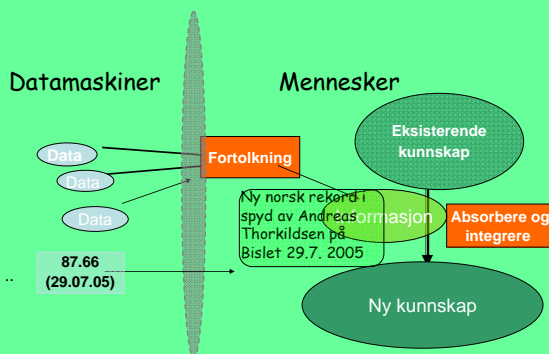 Datamaskiner
Mennesker
Data
Data
Data
Fortolkning
Eksisterende
kunnskap
Ny norsk rekord i
spyd av Andreas
Thorkildsen på
Bislet 29.7. 2005
Absorbere og
integrere
..
87.66
(29.07.05)
Ny kunnskap